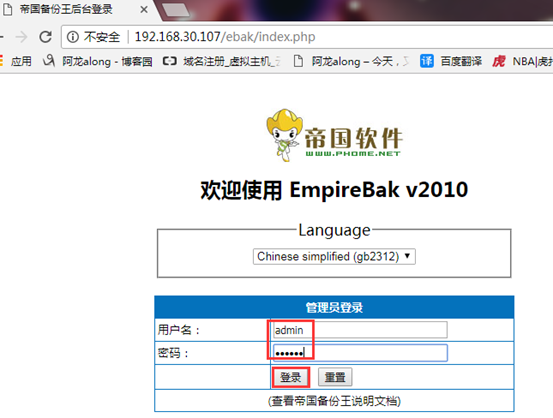 帝国备份王后台登录
不安全 | 192.168.30.107/ebak/index.php
应用 阿龙along - 博客园 域名注册_虚拟主机_ 阿龙along – 今天， 百度翻译 NBA|虎扑
帝国软件
WWW.PHOME.NET
欢迎使用 EmpireBak v2010
Language
Chinese simplified (gb2312)
管理员登录
用户名： admin
密码： ••••••
登录 重置
(查看帝国备份王说明文档)